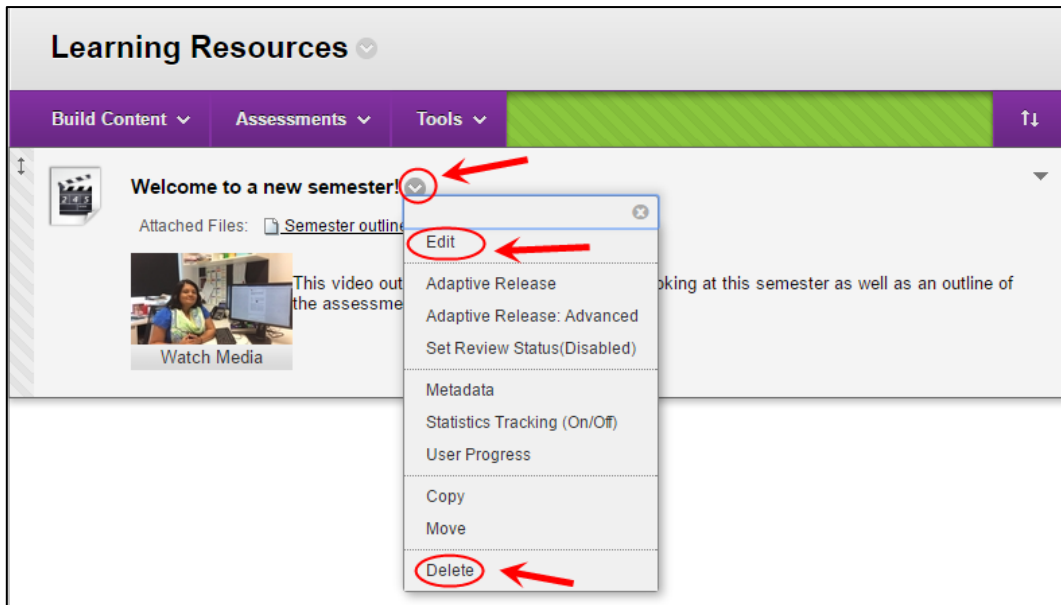 Learning Resources
Build Content Assessments Tools
Welcome to a new semester!
Attached Files: Semester outline
Edit
This video out oking at this semester as well as an outline of
the assessme
Adaptive Release
Adaptive Release: Advanced
Set Review Status(Disabled)
Watch Media
Metadata
Statistics Tracking (On/Off)
User Progress
Copy
Move
Delete